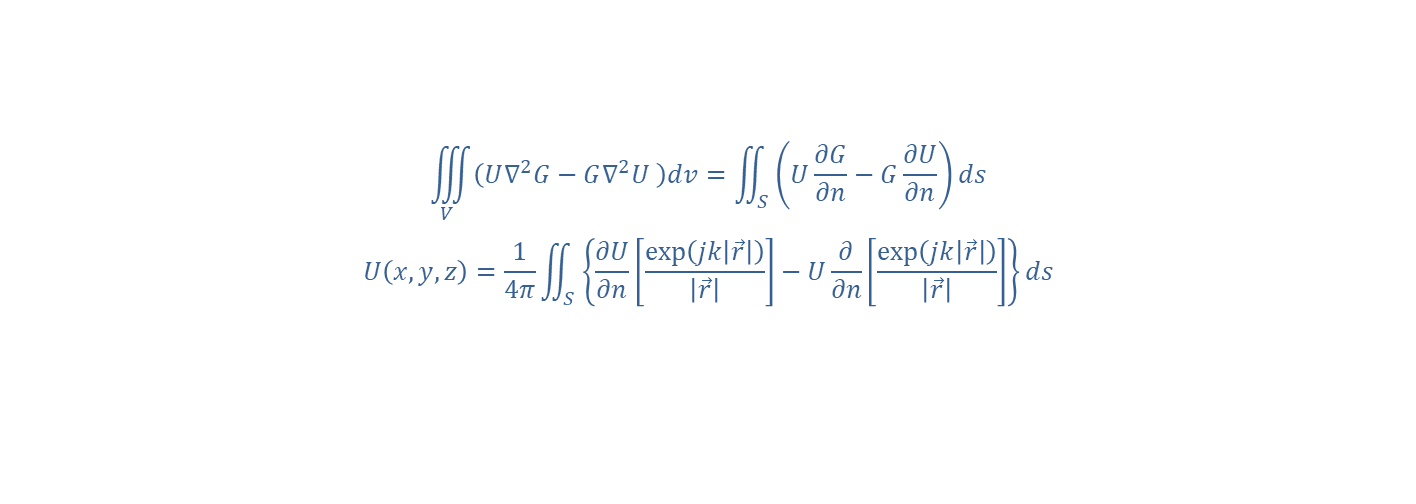 ∭_V (U∇²G − G∇²U )dv = ∬_S (U ∂G/∂n − G ∂U/∂n) ds
U(x, y, z) = 1/4π ∬_S {∂U/∂n [exp(jk|r⃗|)/|r⃗|] − U ∂/∂n [exp(jk|r⃗|)/|r⃗|]} ds